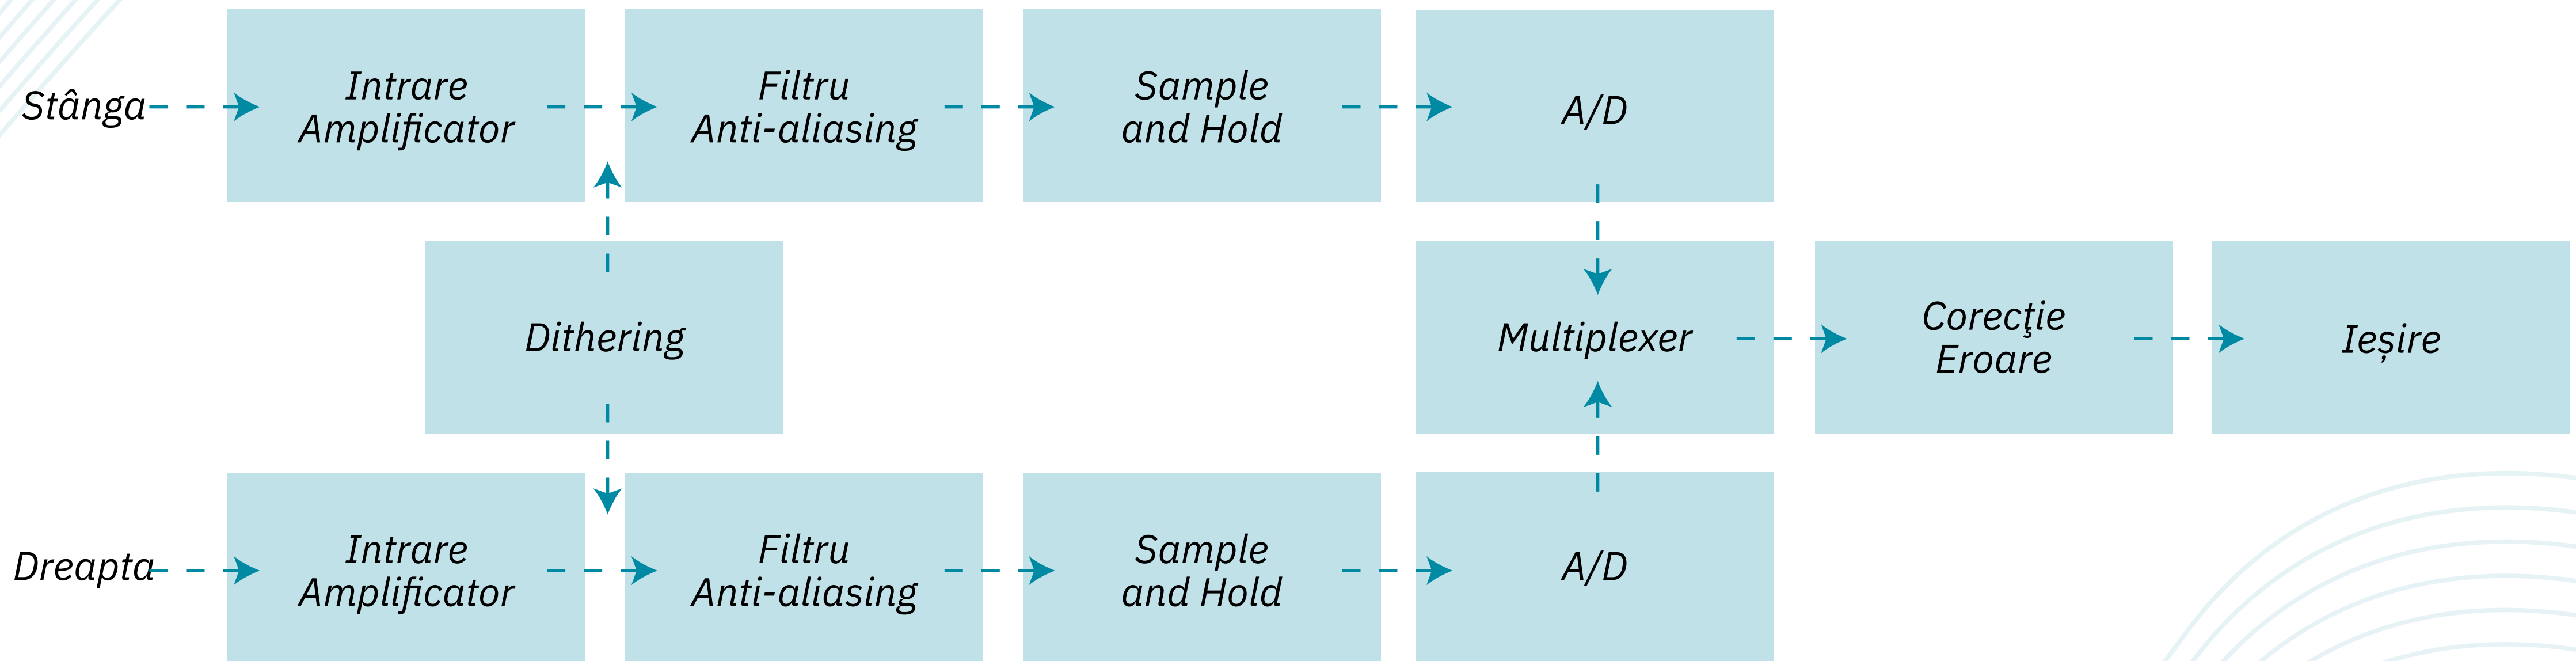 Stânga
Intrare
Amplificator
Filtru
Anti-aliasing
Sample
and Hold
A/D
Dithering
Multiplexer
Corecţie
Eroare
Ieșire
Dreapta
Intrare
Amplificator
Filtru
Anti-aliasing
Sample
and Hold
A/D